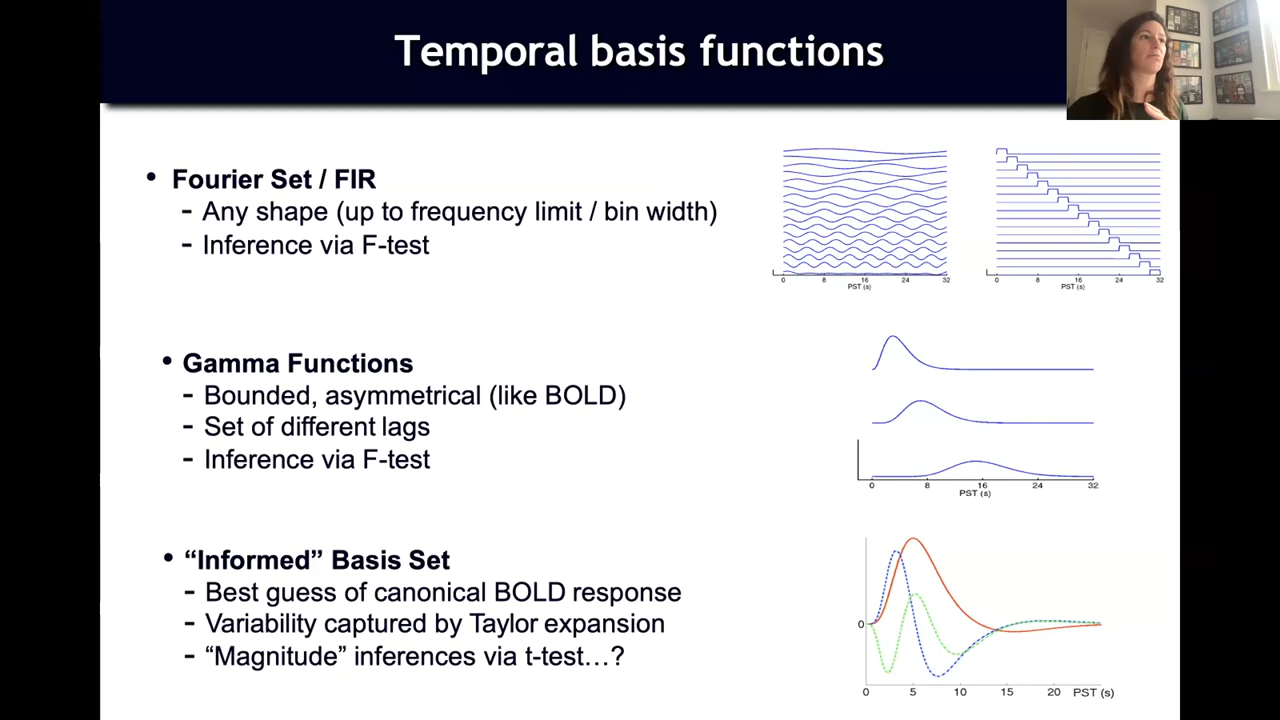 Temporal basis functions
• Fourier Set / FIR
- Any shape (up to frequency limit / bin width)
- Inference via F-test
0 8 16 24 32
PST (s)
0 8 16 24 32
PST (s)
• Gamma Functions
- Bounded, asymmetrical (like BOLD)
- Set of different lags
- Inference via F-test
0 8 16 24 32
PST (s)
• “Informed” Basis Set
- Best guess of canonical BOLD response
- Variability captured by Taylor expansion
- “Magnitude” inferences via t-test…?
0
0 5 10 15 20 PST (s)